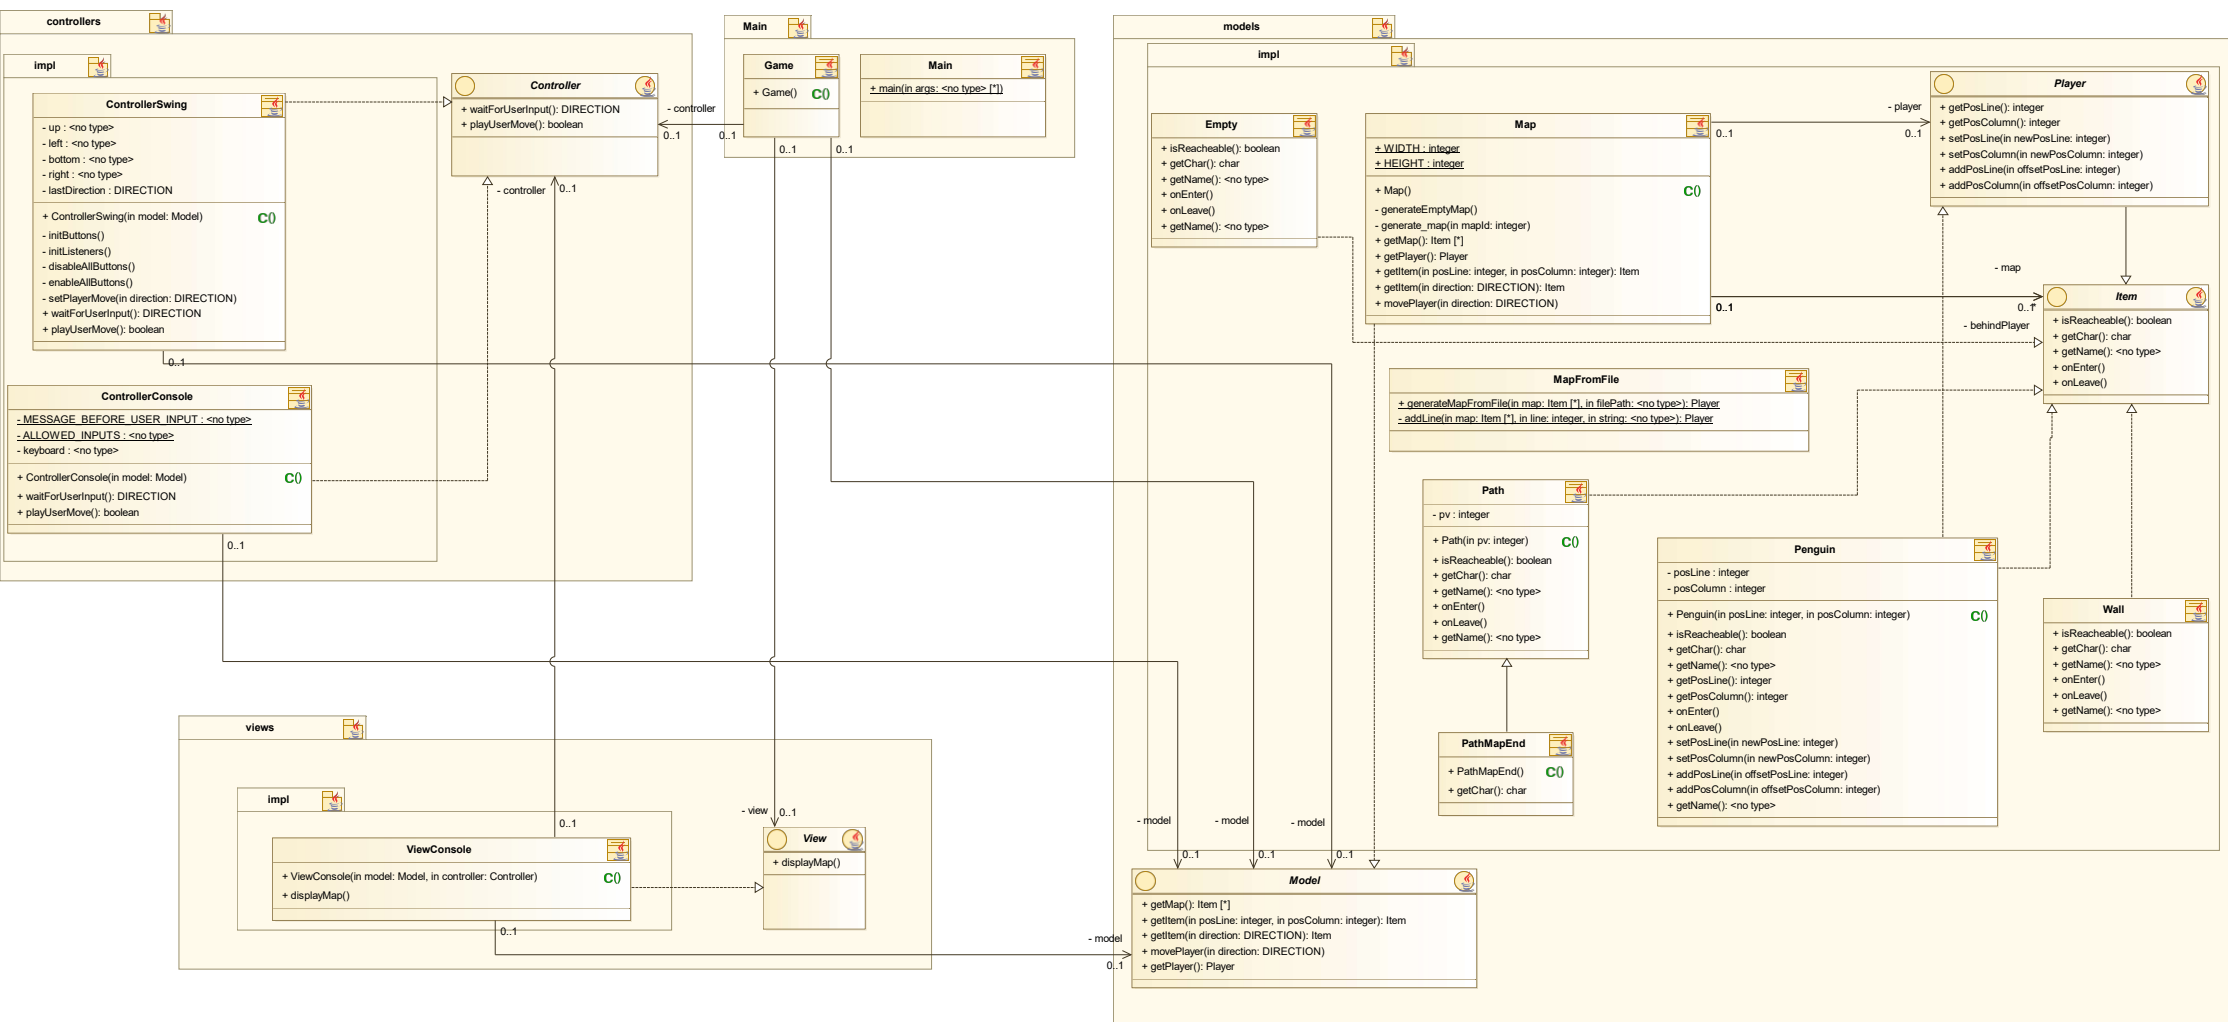 controllers
impl
ControllerSwing
- up : <no type>
- left : <no type>
- bottom : <no type>
- right : <no type>
- lastDirection : DIRECTION
+ ControllerSwing(in model: Model)
C()
- initButtons()
- initListeners()
- disableAllButtons()
- enableAllButtons()
- setPlayerMove(in direction: DIRECTION)
+ waitForUserInput(): DIRECTION
+ playUserMove(): boolean
0..1
ControllerConsole
- MESSAGE_BEFORE_USER_INPUT : <no type>
- ALLOWED_INPUTS : <no type>
- keyboard : <no type>
+ ControllerConsole(in model: Model)
C()
+ waitForUserInput(): DIRECTION
+ playUserMove(): boolean
0..1
Controller
+ waitForUserInput(): DIRECTION
+ playUserMove(): boolean
- controller
0..1
- controller
0..1
0..1
Main
Game
+ Game()
C()
0..1
0..1
Main
+ main(in args: <no type> [*])
views
impl
ViewConsole
+ ViewConsole(in model: Model, in controller: Controller)
C()
+ displayMap()
0..1
0..1
- view
0..1
View
+ displayMap()
models
impl
Empty
+ isReacheable(): boolean
+ getChar(): char
+ getName(): <no type>
+ onEnter()
+ onLeave()
+ getName(): <no type>
Map
+ WIDTH : integer
+ HEIGHT : integer
+ Map()
C()
- generateEmptyMap()
- generate_map(in mapId: integer)
+ getMap(): Item [*]
+ getPlayer(): Player
+ getItem(in posLine: integer, in posColumn: integer): Item
+ getItem(in direction: DIRECTION): Item
+ movePlayer(in direction: DIRECTION)
0..1
- player
0..1
Player
+ getPosLine(): integer
+ getPosColumn(): integer
+ setPosLine(in newPosLine: integer)
+ setPosColumn(in newPosColumn: integer)
+ addPosLine(in offsetPosLine: integer)
+ addPosColumn(in offsetPosColumn: integer)
- map
0..1
0..1
*
- behindPlayer
Item
+ isReacheable(): boolean
+ getChar(): char
+ getName(): <no type>
+ onEnter()
+ onLeave()
MapFromFile
+ generateMapFromFile(in map: Item [*], in filePath: <no type>): Player
- addLine(in map: Item [*], in line: integer, in string: <no type>): Player
Path
- pv : integer
+ Path(in pv: integer)
C()
+ isReacheable(): boolean
+ getChar(): char
+ getName(): <no type>
+ onEnter()
+ onLeave()
+ getName(): <no type>
PathMapEnd
+ PathMapEnd()
C()
+ getChar(): char
Penguin
- posLine : integer
- posColumn : integer
+ Penguin(in posLine: integer, in posColumn: integer)
C()
+ isReacheable(): boolean
+ getChar(): char
+ getName(): <no type>
+ getPosLine(): integer
+ getPosColumn(): integer
+ onEnter()
+ onLeave()
+ setPosLine(in newPosLine: integer)
+ setPosColumn(in newPosColumn: integer)
+ addPosLine(in offsetPosLine: integer)
+ addPosColumn(in offsetPosColumn: integer)
+ getName(): <no type>
Wall
+ isReacheable(): boolean
+ getChar(): char
+ getName(): <no type>
+ onEnter()
+ onLeave()
+ getName(): <no type>
- model
0..1
- model
0..1
- model
0..1
- model
0..1
Model
+ getMap(): Item [*]
+ getItem(in posLine: integer, in posColumn: integer): Item
+ getItem(in direction: DIRECTION): Item
+ movePlayer(in direction: DIRECTION)
+ getPlayer(): Player